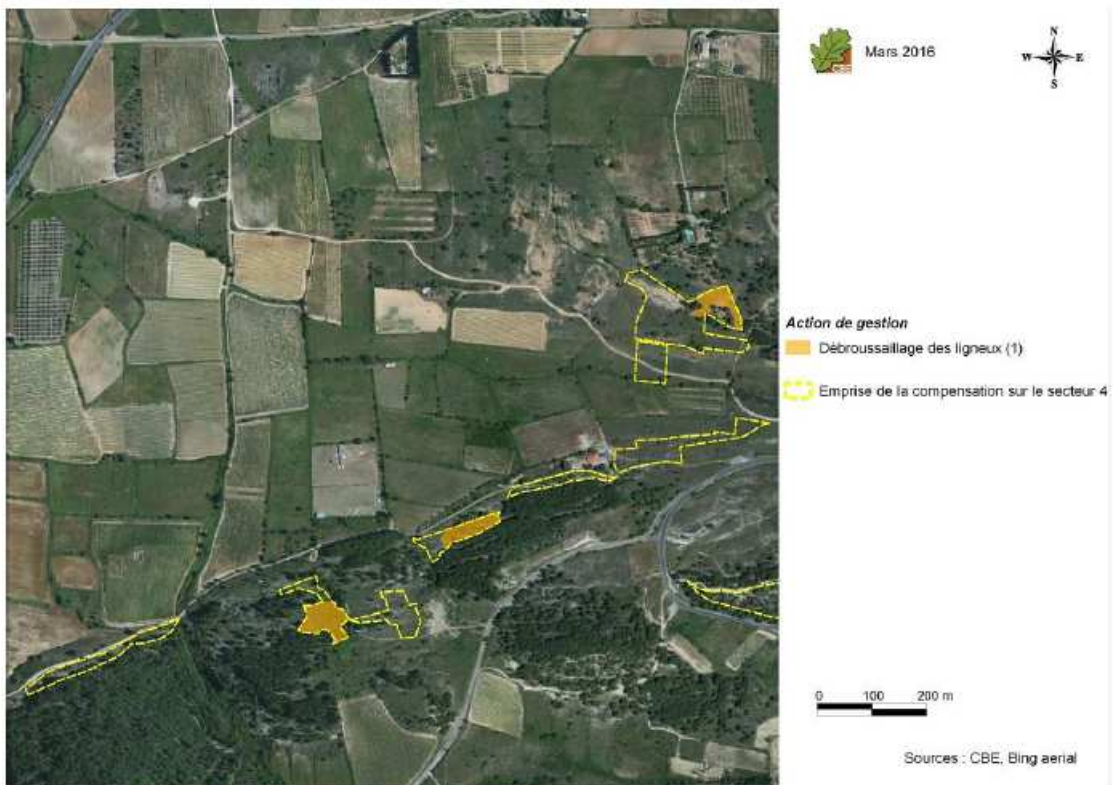 CBE
Mars 2016
N
W E
S
Action de gestion
Débroussaillage des ligneux (1)
Emprise de la compensation sur le secteur 4
0 100 200 m
Sources : CBE, Bing aerial